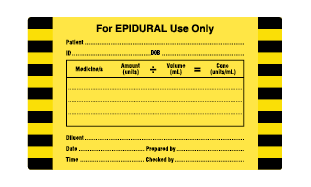 For EPIDURAL Use Only
Patient
ID DOB
Medicine/s Amount (units) ÷ Volume (mL) = Conc (units/mL)
Diluent
Date Prepared by
Time Checked by